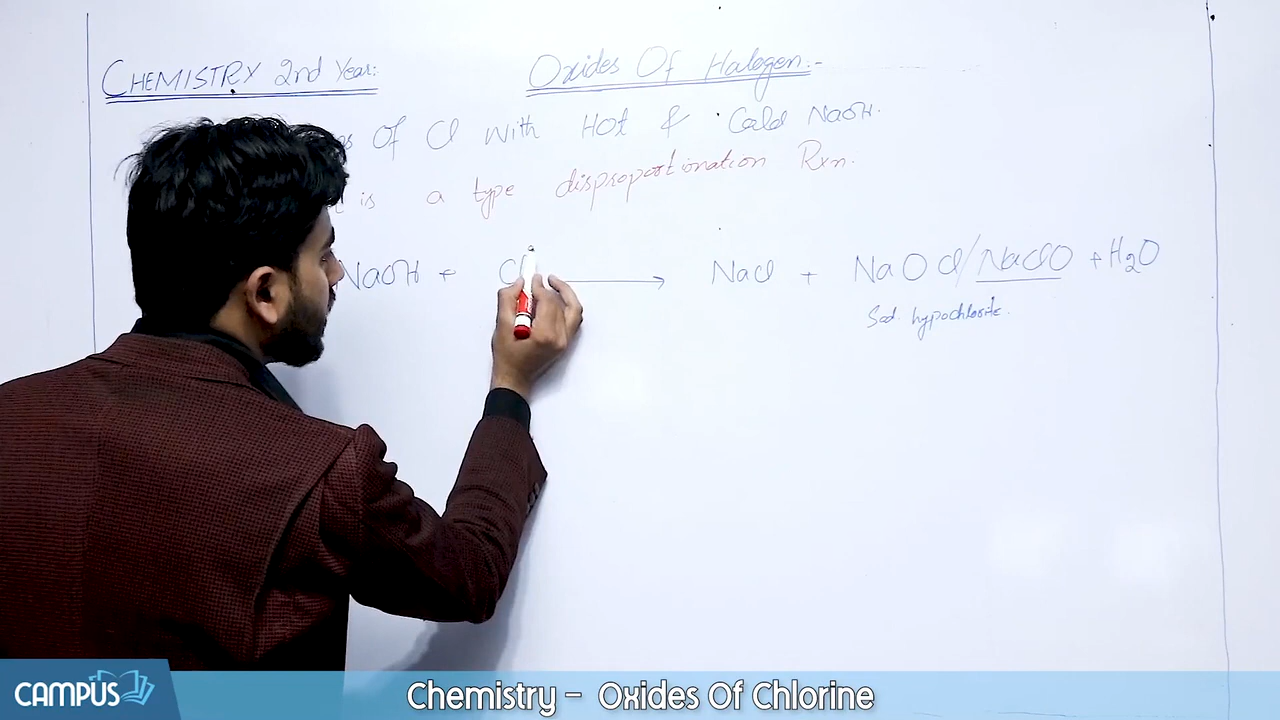 CHEMISTRY 2nd Year:
Oxides Of Halogen:-
Of Cl with Hot & Cold NaOH.
is a type disproportionation Rxn.
NaOH + C → NaCl + NaOCl/NaClO + H2O
Sod. hypochlorite.
CAMPUS
Chemistry - Oxides Of Chlorine